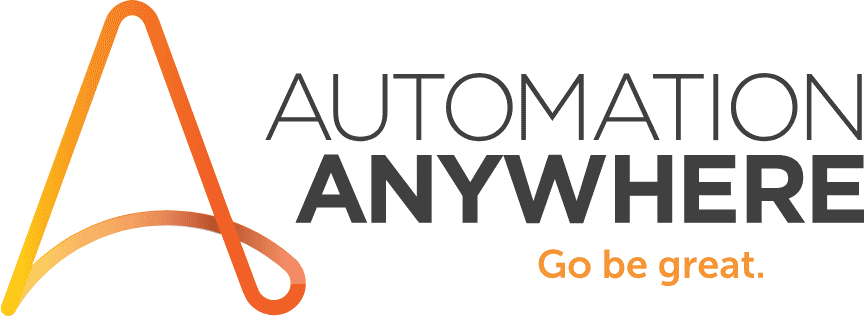 AUTOMATION
ANYWHERE
Go be great.